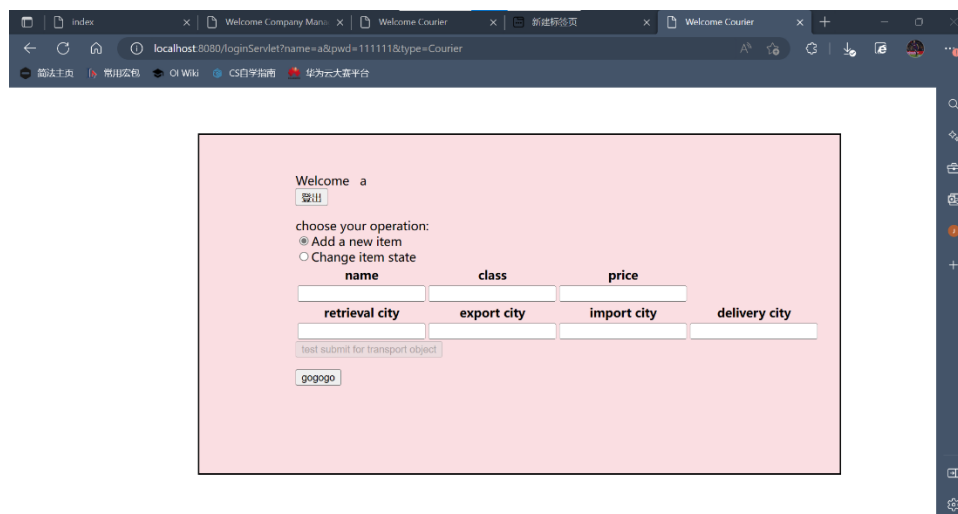 index
Welcome Company Mana
Welcome Courier
新建标签页
Welcome Courier
localhost:8080/loginServlet?name=a&pwd=111111&type=Courier
简法主页 常用宏包 OI Wiki CS自学指南 华为云大赛平台
Welcome a
登出
choose your operation:
Add a new item
Change item state
name class price
retrieval city export city import city delivery city
test submit for transport object
gogogo